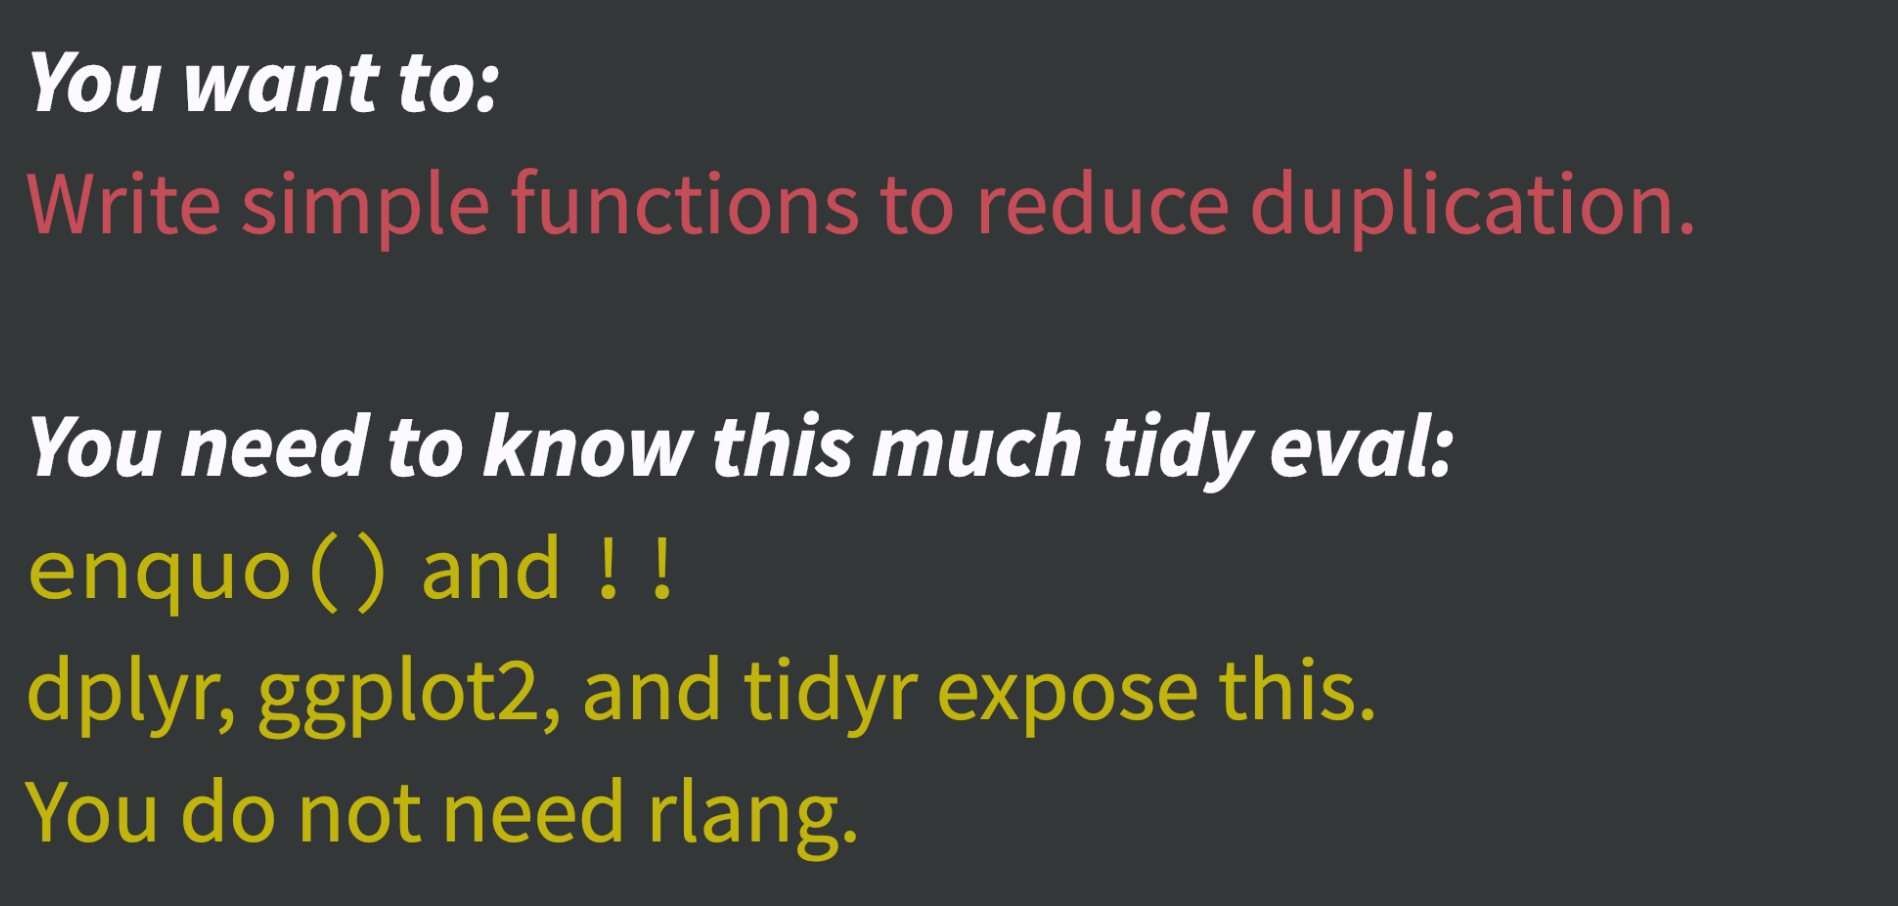 You want to:
Write simple functions to reduce duplication.
You need to know this much tidy eval:
enquo() and !!
dplyr, ggplot2, and tidyr expose this.
You do not need rlang.